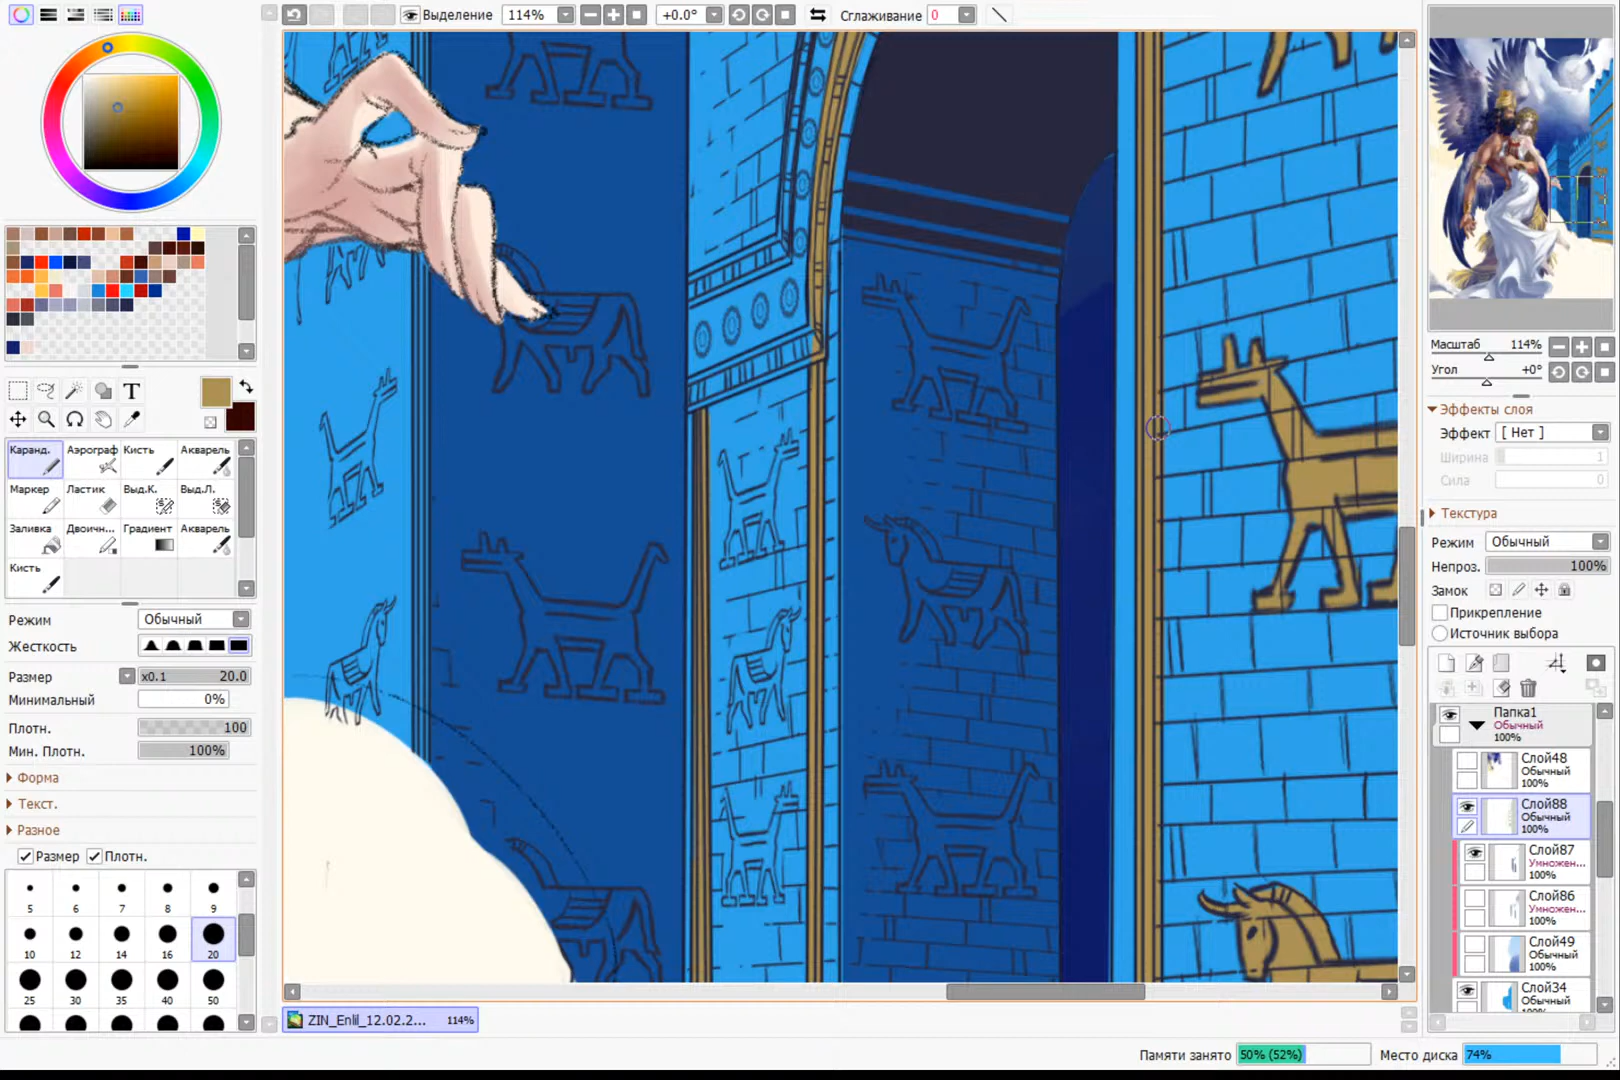 Выделение 114% +0.0° Сглаживание 0
T
Каранд. Аэрограф Кисть Акварель
Маркер Ластик Выд.К. Выд.Л.
Заливка Двоичн... Градиент Акварель
Кисть
Режим Обычный
Жесткость
Размер x0.1 20.0
Минимальный 0%
Плотн. 100
Мин. Плотн. 100%
Форма
Текст.
Разное
Размер Плотн.
5 6 7 8 9
10 12 14 16 20
25 30 35 40 50
ZIN_Enlil_12.02.2... 114%
Масштаб 114%
Угол +0°
Эффекты слоя
Эффект [ Нет ]
Ширина 1
Сила 0
Текстура
Режим Обычный
Непроз. 100%
Замок
Прикрепление
Источник выбора
Папка1
Обычный
100%
Слой48
Обычный
100%
Слой88
Обычный
100%
Слой87
Умножен...
100%
Слой86
Умножен...
100%
Слой49
Обычный
100%
Слой34
Обычный
100%
Памяти занято 50% (52%) Место диска 74%